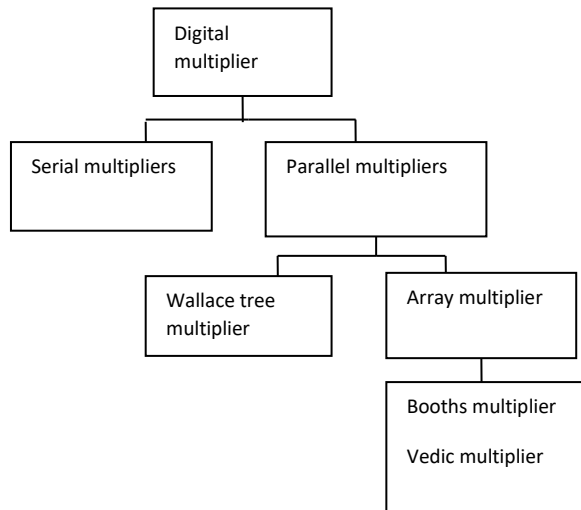 Digital
multiplier
Serial multipliers
Parallel multipliers
Wallace tree
multiplier
Array multiplier
Booths multiplier
Vedic multiplier